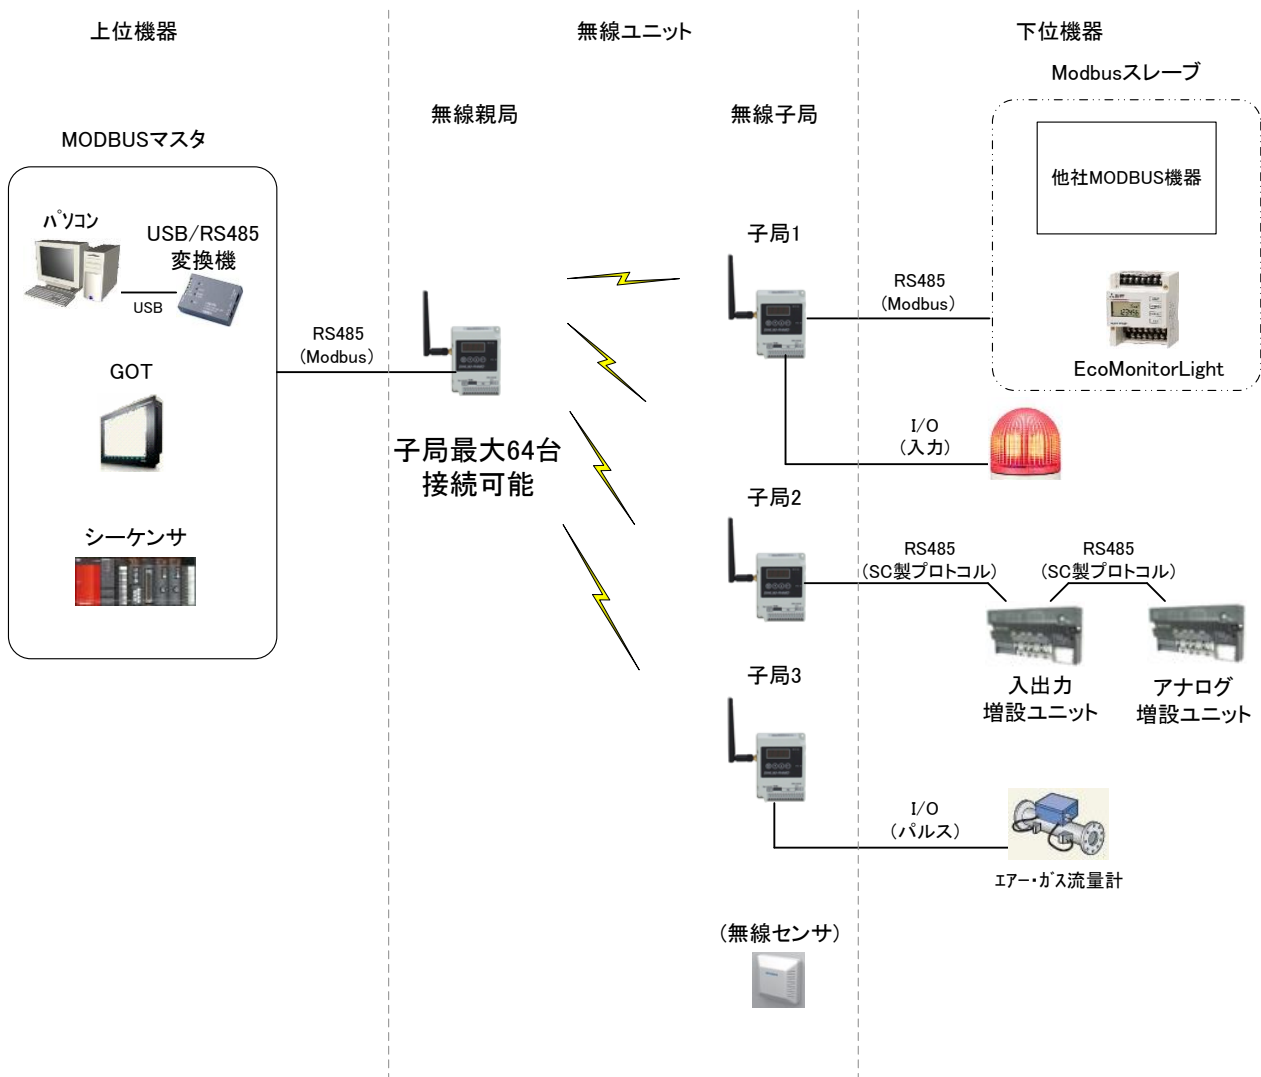 上位機器
無線ユニット
下位機器
Modbusスレーブ
無線親局
無線子局
MODBUSマスタ
他社MODBUS機器
パソコン
USB/RS485
変換機
USB
子局1
RS485
(Modbus)
RS485
(Modbus)
EcoMonitorLight
GOT
子局最大64台
接続可能
I/O
(入力)
シーケンサ
子局2
RS485
(SC製プロトコル)
RS485
(SC製プロトコル)
入出力
増設ユニット
アナログ
増設ユニット
子局3
I/O
(パルス)
エアー・ガス流量計
(無線センサ)